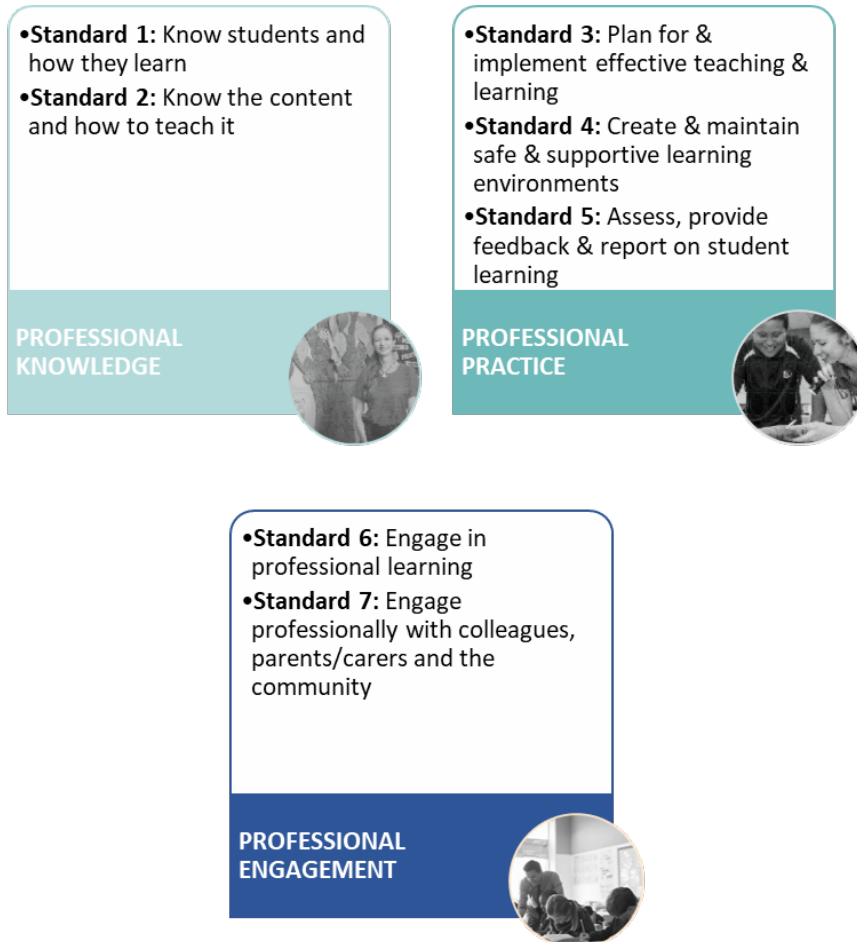 •Standard 1: Know students and
how they learn
•Standard 2: Know the content
and how to teach it
PROFESSIONAL
KNOWLEDGE
•Standard 3: Plan for &
implement effective teaching &
learning
•Standard 4: Create & maintain
safe & supportive learning
environments
•Standard 5: Assess, provide
feedback & report on student
learning
PROFESSIONAL
PRACTICE
•Standard 6: Engage in
professional learning
•Standard 7: Engage
professionally with colleagues,
parents/carers and the
community
PROFESSIONAL
ENGAGEMENT